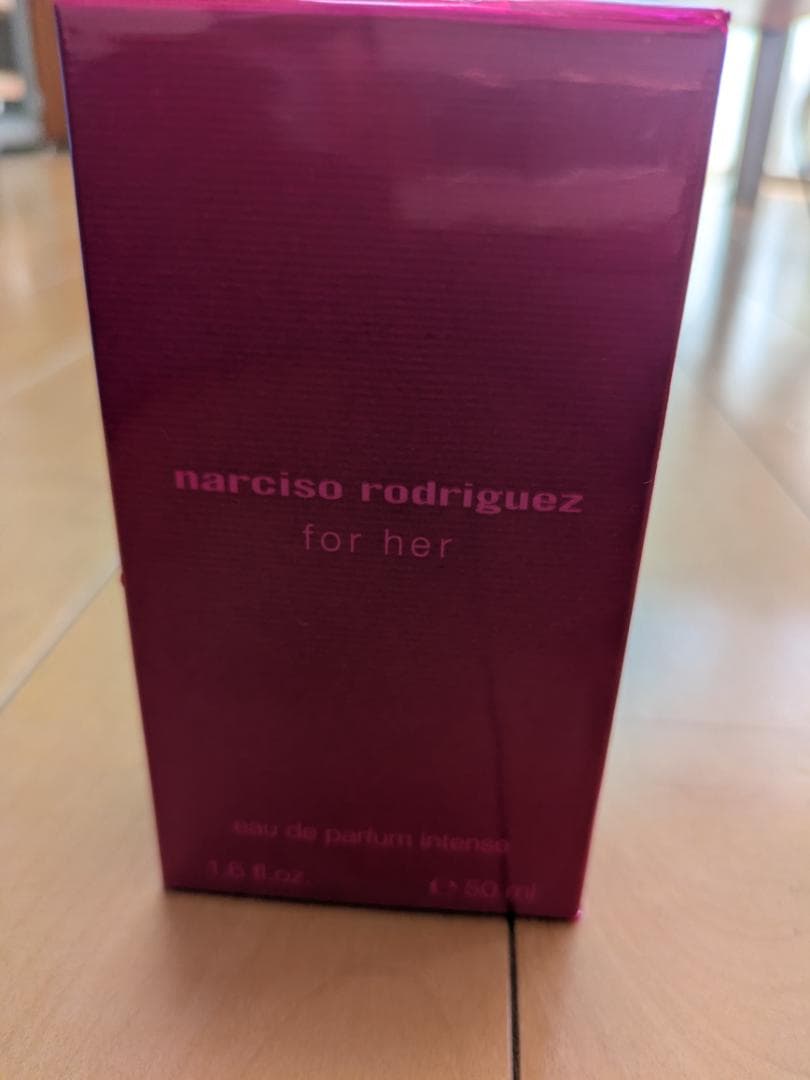 narciso rodriguez
for her
eau de parfum intense
1.6 fl.oz.
℮ 50 ml